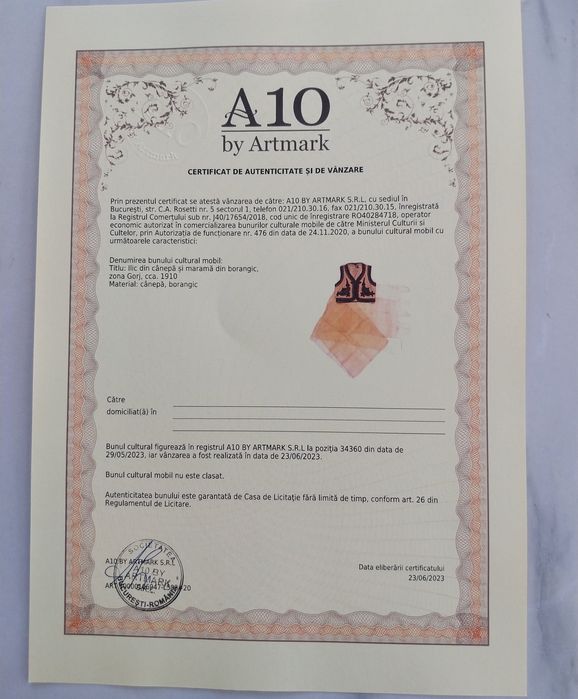 A10
by Artmark
CERTIFICAT DE AUTENTICITATE ȘI DE VÂNZARE
Prin prezentul certificat se atestă vânzarea de către: A10 BY ARTMARK S.R.L. cu sediul în
București, str. C.A. Rosetti nr. 5 sectorul 1, telefon 021/210.30.16, fax 021/210.30.15, înregistrată
la Registrul Comerțului sub nr. J40/17654/2018, cod unic de înregistrare RO40284718, operator
economic autorizat în comercializarea bunurilor culturale mobile de către Ministerul Culturii și
Cultelor, prin Autorizația de funcționare nr. 476 din data de 24.11.2020, a bunului cultural mobil cu
următoarele caracteristici:
Denumirea bunului cultural mobil:
Titlu: Ilic din cânepă și maramă din borangic,
zona Gorj, cca. 1910
Material: cânepă, borangic
Către
domiciliat(ă) în
Bunul cultural figurează în registrul A10 BY ARTMARK S.R.L la poziția 34360 din data de
29/05/2023, iar vânzarea a fost realizată în data de 23/06/2023.
Bunul cultural mobil nu este clasat.
Autenticitatea bunului este garantată de Casa de Licitație fără limită de timp, conform art. 26 din
Regulamentul de Licitare.
A10 BY ARTMARK S.R.L
SOCIETATEA
A10 BY
ARTMARK
S.R.L.
BUCUREȘTI-ROMÂNIA
Data eliberării certificatului
23/06/2023